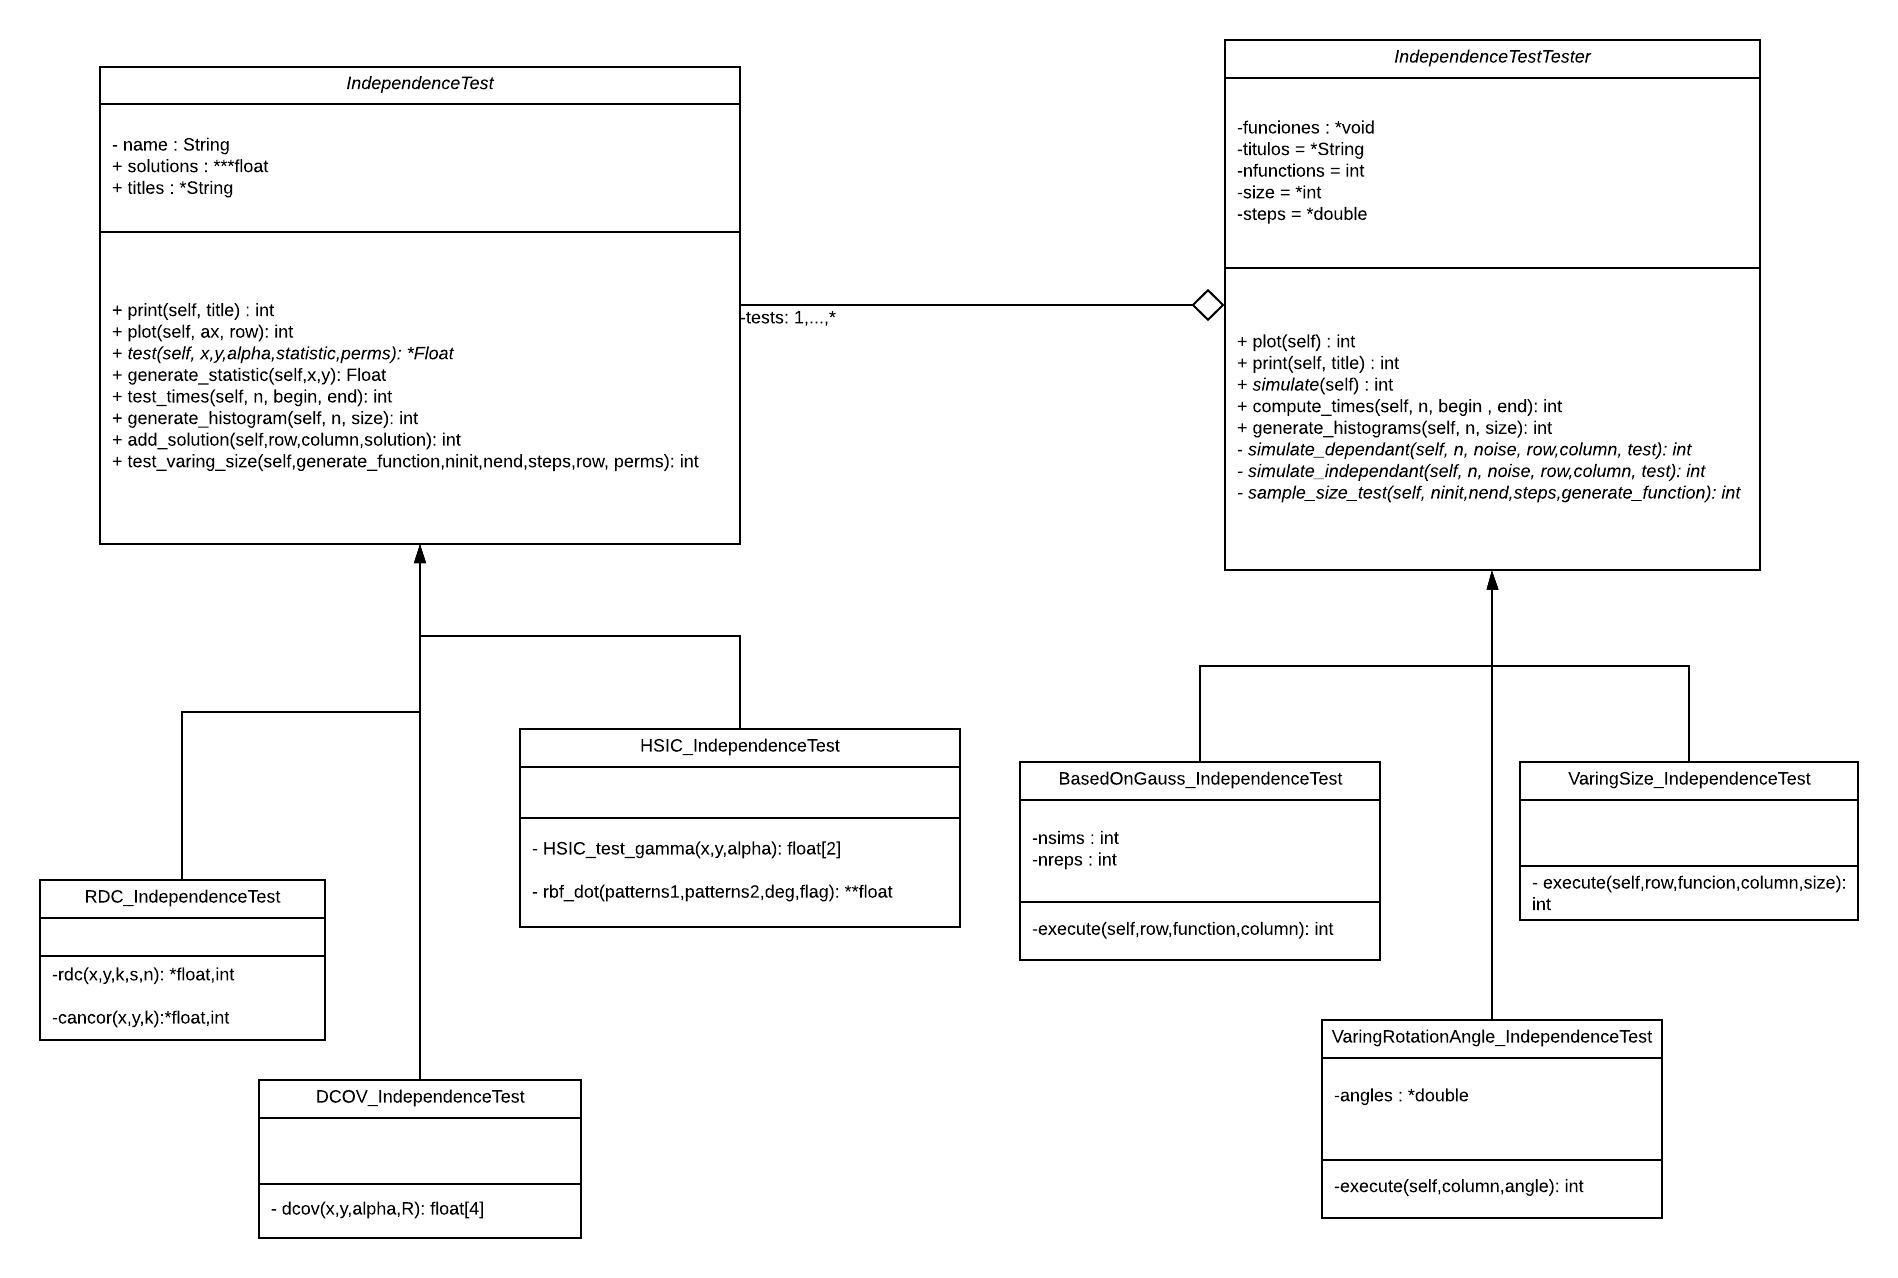 IndependenceTest
- name : String
+ solutions : ***float
+ titles : *String
+ print(self, title) : int
+ plot(self, ax, row): int
+ test(self, x,y,alpha,statistic,perms): *Float
+ generate_statistic(self,x,y): Float
+ test_times(self, n, begin, end): int
+ generate_histogram(self, n, size): int
+ add_solution(self,row,column,solution): int
+ test_varing_size(self,generate_function,ninit,nend,steps,row, perms): int
-tests: 1,...,*
IndependenceTestTester
-funciones : *void
-titulos = *String
-nfunctions = int
-size = *int
-steps = *double
+ plot(self) : int
+ print(self, title) : int
+ simulate(self) : int
+ compute_times(self, n, begin , end): int
+ generate_histograms(self, n, size): int
- simulate_dependant(self, n, noise, row,column, test): int
- simulate_independant(self, n, noise, row,column, test): int
- sample_size_test(self, ninit,nend,steps,generate_function): int
HSIC_IndependenceTest
- HSIC_test_gamma(x,y,alpha): float[2]
- rbf_dot(patterns1,patterns2,deg,flag): **float
RDC_IndependenceTest
-rdc(x,y,k,s,n): *float,int
-cancor(x,y,k):*float,int
DCOV_IndependenceTest
- dcov(x,y,alpha,R): float[4]
BasedOnGauss_IndependenceTest
-nsims : int
-nreps : int
-execute(self,row,function,column): int
VaringSize_IndependenceTest
- execute(self,row,funcion,column,size):
int
VaringRotationAngle_IndependenceTest
-angles : *double
-execute(self,column,angle): int